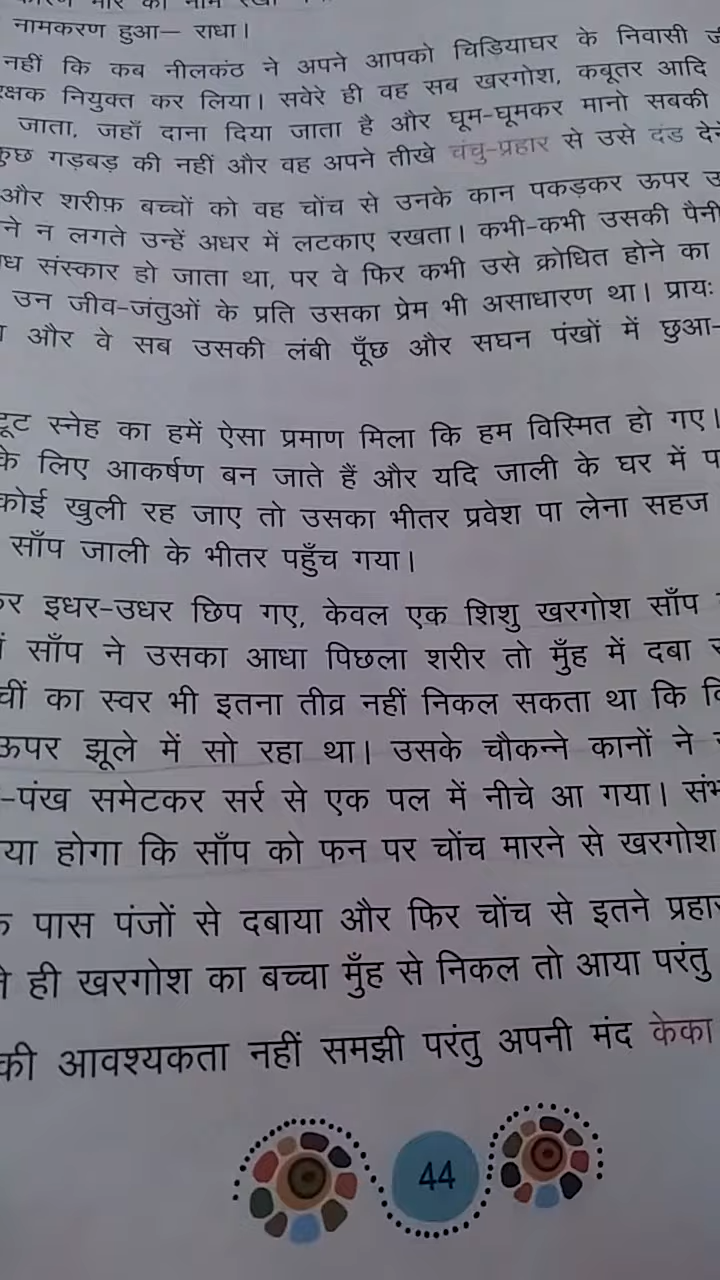 नामकरण हुआ— राधा।
नहीं कि कब नीलकंठ ने अपने आपको चिडियाघर के निवासी
नियुक्त कर लिया। सवेरे ही वह सब खरगोश, कबूतर आदि
जाता, जहाँ दाना दिया जाता है और घूम-घूमकर मानो सबकी
कुछ गड़बड़ की नहीं और वह अपने तीखे चंचु-प्रहार से उसे दंड
और शरीफ़ बच्चों को वह चोंच से उनके कान पकड़कर ऊपर
न लगते उन्हें अधर में लटकाए रखता। कभी-कभी उसकी पैनी
संस्कार हो जाता था, पर वे फिर कभी उसे क्रोधित होने का
उन जीव-जंतुओं के प्रति उसका प्रेम भी असाधारण था। प्रायः
और वे सब उसकी लंबी पूँछ और सघन पंखों में छुआ-
स्नेह का हमें ऐसा प्रमाण मिला कि हम विस्मित हो गए।
के लिए आकर्षण बन जाते हैं और यदि जाली के घर में
कोई खुली रह जाए तो उसका भीतर प्रवेश पा लेना सहज
साँप जाली के भीतर पहुँच गया।
इधर-उधर छिप गए, केवल एक शिशु खरगोश साँप
साँप ने उसका आधा पिछला शरीर तो मुँह में दबा
चीं का स्वर भी इतना तीव्र नहीं निकल सकता था कि
ऊपर झूले में सो रहा था। उसके चौकन्ने कानों ने
-पंख समेटकर सर्र से एक पल में नीचे आ गया।
होगा कि साँप को फन पर चोंच मारने से खरगोश
पास पंजों से दबाया और फिर चोंच से इतने
ही खरगोश का बच्चा मुँह से निकल तो आया परंतु
की आवश्यकता नहीं समझी परंतु अपनी मंद केका
44